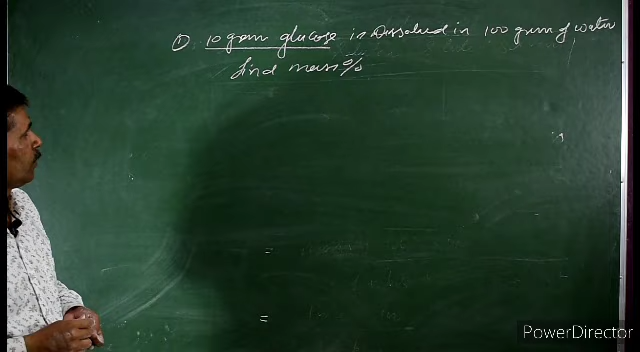 ① 10 gram glucose is dissolved in 100 gram of water
find mass %
=
=
PowerDirector